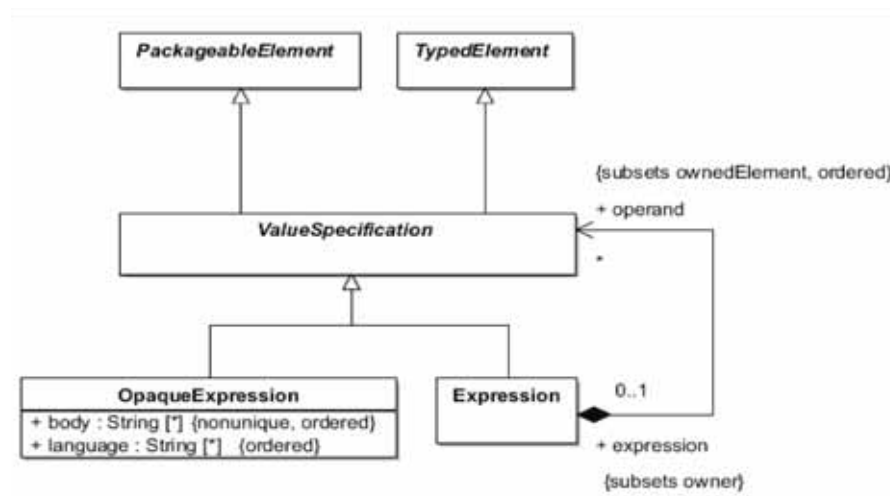 PackageableElement
TypedElement
{subsets ownedElement, ordered}
+ operand
ValueSpecification
*
OpaqueExpression
+ body : String [*] {nonunique, ordered}
+ language : String [*] {ordered}
Expression
0..1
+ expression
{subsets owner}